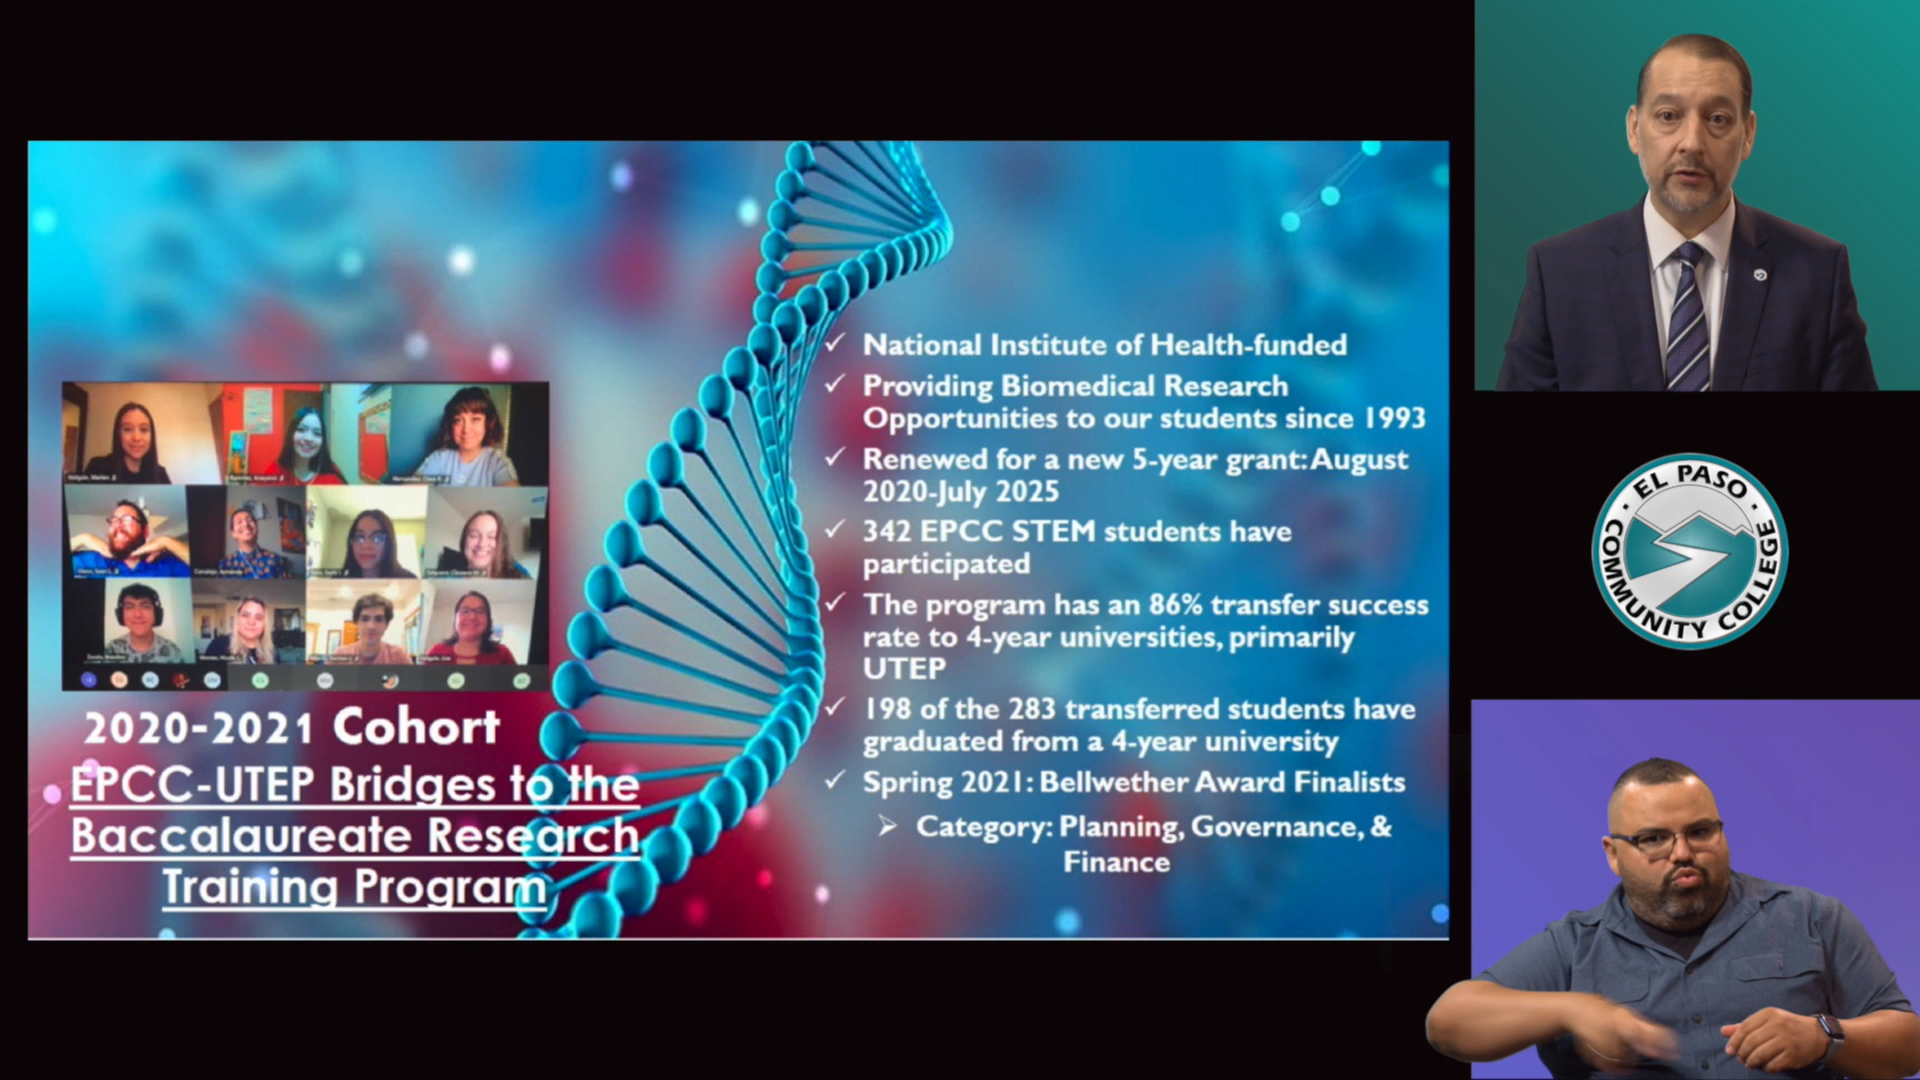 2020-2021 Cohort
EPCC-UTEP Bridges to the
Baccalaureate Research
Training Program
✓ National Institute of Health-funded
✓ Providing Biomedical Research
Opportunities to our students since 1993
✓ Renewed for a new 5-year grant: August
2020-July 2025
✓ 342 EPCC STEM students have
participated
✓ The program has an 86% transfer success
rate to 4-year universities, primarily
UTEP
✓ 198 of the 283 transferred students have
graduated from a 4-year university
✓ Spring 2021: Bellwether Award Finalists
➢ Category: Planning, Governance, &
Finance
· EL PASO ·
COMMUNITY COLLEGE